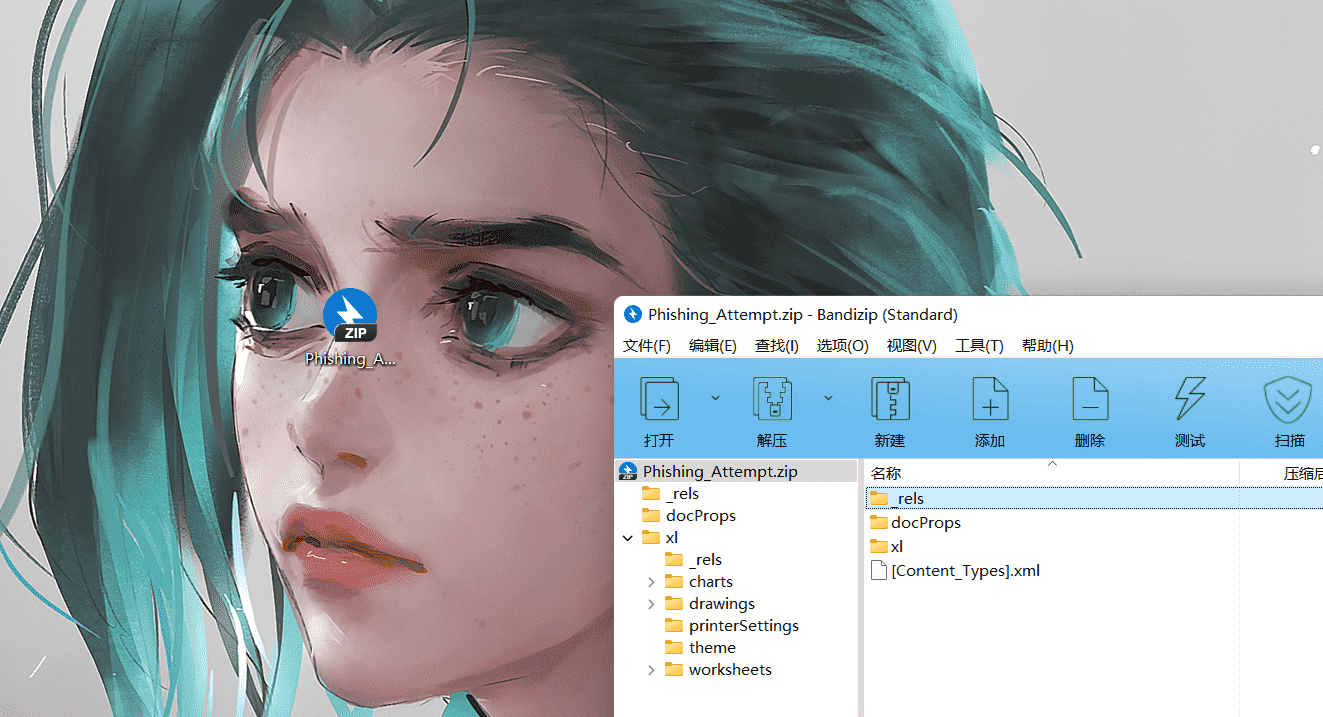 ZIP
Phishing_A...
Phishing_Attempt.zip - Bandizip (Standard)
文件(F) 编辑(E) 查找(I) 选项(O) 视图(V) 工具(T) 帮助(H)
打开 解压 新建 添加 删除 测试 扫描
Phishing_Attempt.zip
_rels
docProps
xl
_rels
charts
drawings
printerSettings
theme
worksheets
名称 压缩后
_rels
docProps
xl
[Content_Types].xml